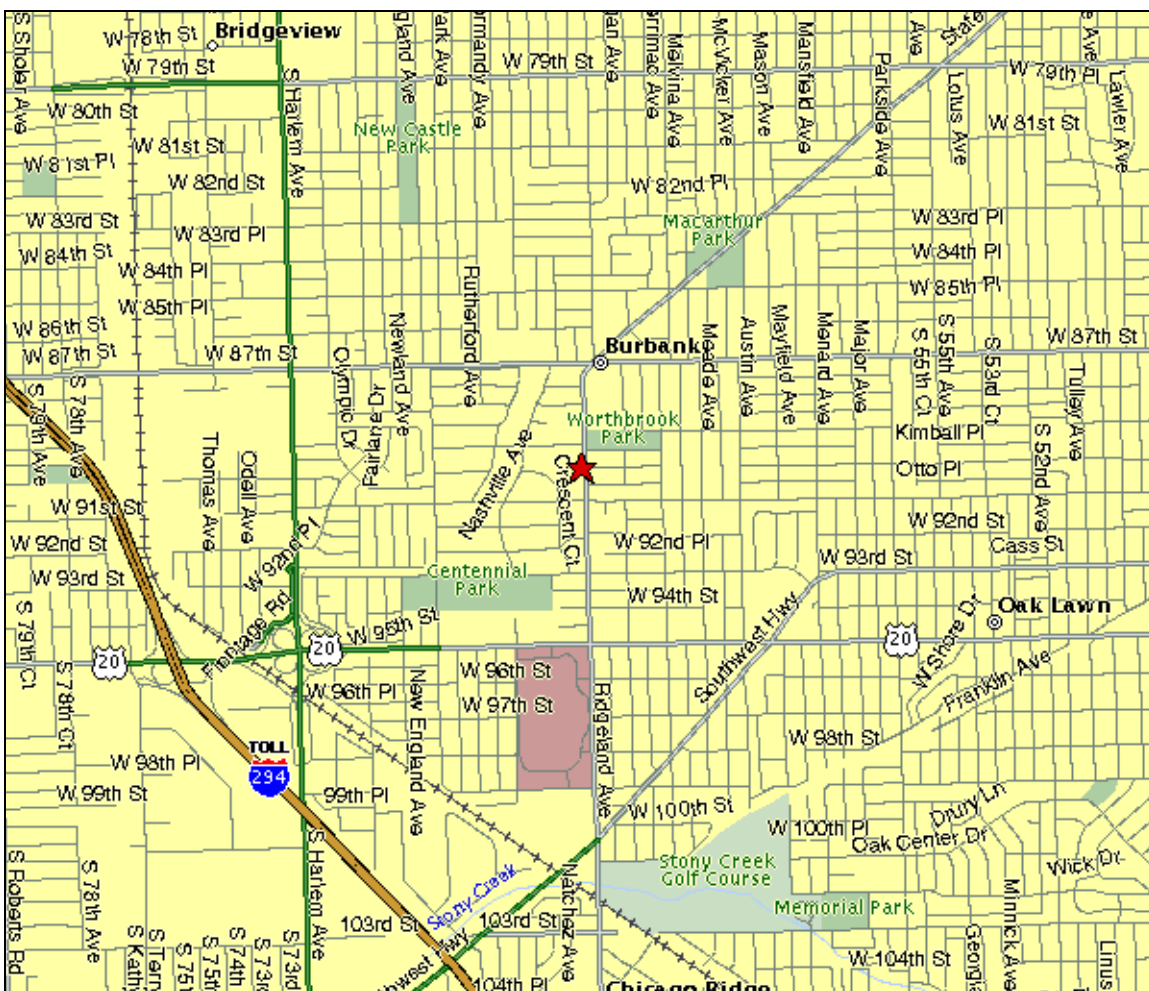 Bridgeview
W 78th St
W 79th St
W 79th St
W 79th Pl
W 80th St
W 81st St
W 81st Pl
W 81st St
W 82nd St
W 82nd Pl
W 83rd St
W 83rd Pl
W 83rd Pl
W 84th St
W 84th Pl
W 84th Pl
W 85th Pl
W 85th Pl
W 86th St
W 87th St
W 87th St
W 87th St
S Harlem Ave
New Castle
Park
Macarthur
Park
Mellvina Ave
McVicker Ave
Mason Ave
Mansfield Ave
Parkside Ave
Ave
State
Lotus Ave
Lawler Ave
Burbank
Rutherford Ave
Newland Ave
Olympic Dr
Fairlane Dr
Nashville Ave
Meade Ave
Austin Ave
Mayfield Ave
Menard Ave
Major Ave
S 55th Ct
S 55th Ave
S 53rd Ct
Tulley Ave
S 52nd Ave
Worthbrook
Park
Kimball Pl
Otto Pl
Crescent Ct
S 79th Ave
S 78th Ave
Thomas Ave
Odell Ave
W 91st St
W 92nd St
W 92nd Pl
W 92nd Pl
W 92nd St
W 93rd St
W 93rd St
Cass St
Centennial
Park
W 94th St
Frontage Rd
W 95th St
20
20
20
Oak Lawn
W Shore Dr
Franklin Ave
Southwest Hwy
S 79th Ct
S 78th Ct
W 96th St
W 96th Pl
W 97th St
New England Ave
Ridgeland Ave
W 98th St
W 98th Pl
W 99th St
99th Pl
TOLL
294
W 100th St
W 100th Pl
Drury Ln
Oak Center Dr
Wick Dr
Stony Creek
Golf Course
Memorial Park
Stony Creek
S Harlem Ave
Natchez Ave
103rd St
103rd St
W 104th St
104th Pl
S Roberts Rd
S 78th Ave
S 75th
S 74th
S 73rd
S 73rd
Minnick Ave
Linus
Chicago Ridge